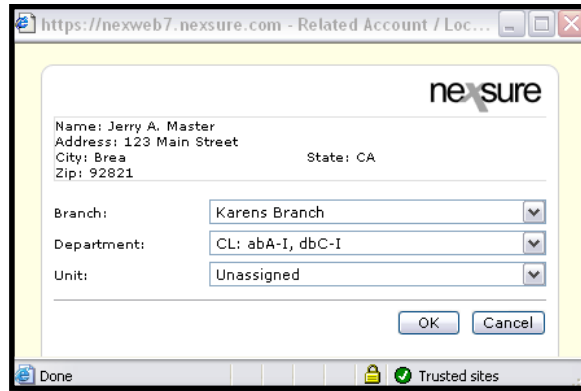 https://nexweb7.nexsure.com - Related Account / Loc...
nexsure
Name: Jerry A. Master
Address: 123 Main Street
City: Brea State: CA
Zip: 92821
Branch: Karens Branch
Department: CL: abA-I, dbC-I
Unit: Unassigned
OK Cancel
Done Trusted sites